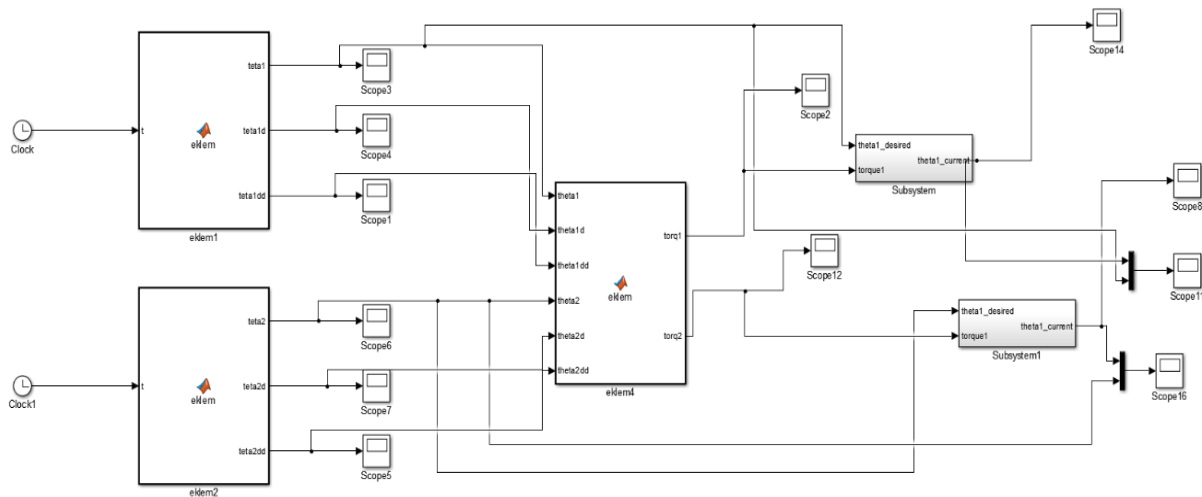 Clock
t
eklem
teta1
teta1d
teta1dd
eklem1
Scope3
Scope4
Scope1
Clock1
t
eklem
teta2
teta2d
teta2dd
eklem2
Scope6
Scope7
Scope5
theta1
theta1d
theta1dd
theta2
theta2d
theta2dd
eklem
torq1
torq2
eklem4
Scope2
Scope12
theta1_desired
torque1
theta1_current
Subsystem
Scope14
Scope8
Scope11
theta1_desired
torque1
theta1_current
Subsystem1
Scope16